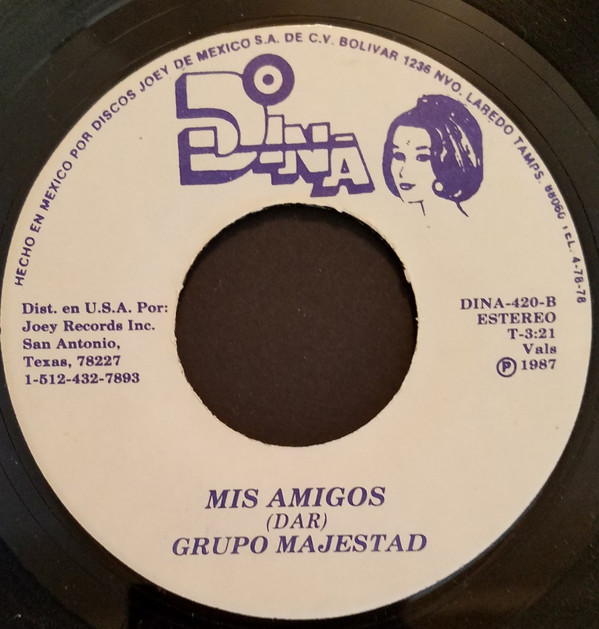 HECHO EN MEXICO POR DISCOS JOEY DE MEXICO S.A. DE C.V. BOLIVAR 1236 NVO. LAREDO TAMPS. 88060 TEL. 4-78-78
DINA
Dist. en U.S.A. Por:
Joey Records Inc.
San Antonio,
Texas, 78227
1-512-432-7893
DINA-420-B
ESTEREO
T-3:21
Vals
Ⓟ 1987
MIS AMIGOS
(DAR)
GRUPO MAJESTAD